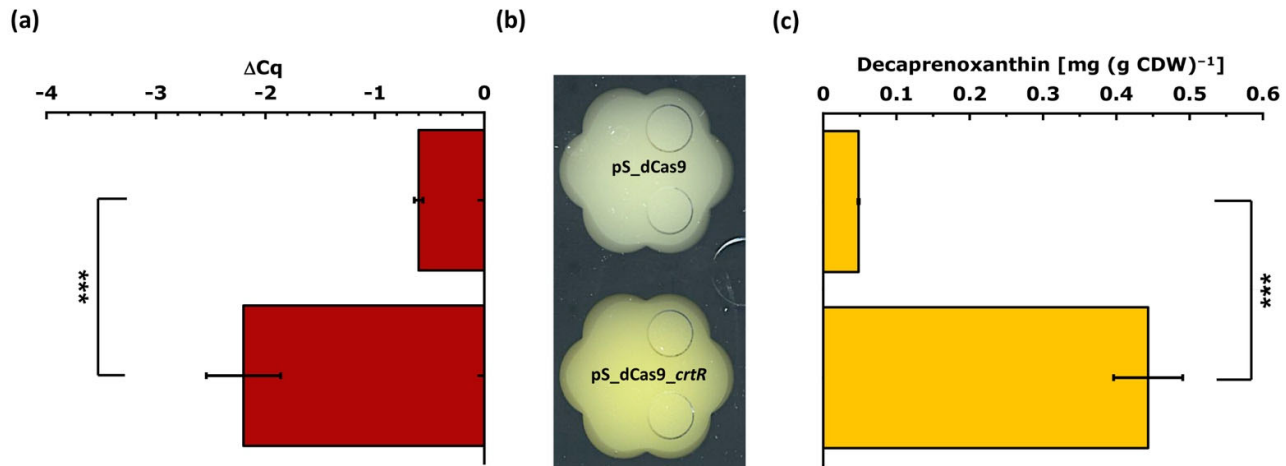 (a)
ΔCq
-4 -3 -2 -1 0
***
(b)
pS_dCas9
pS_dCas9_crtR
(c)
Decaprenoxanthin [mg (g CDW)⁻¹]
0 0.1 0.2 0.3 0.4 0.5 0.6
***